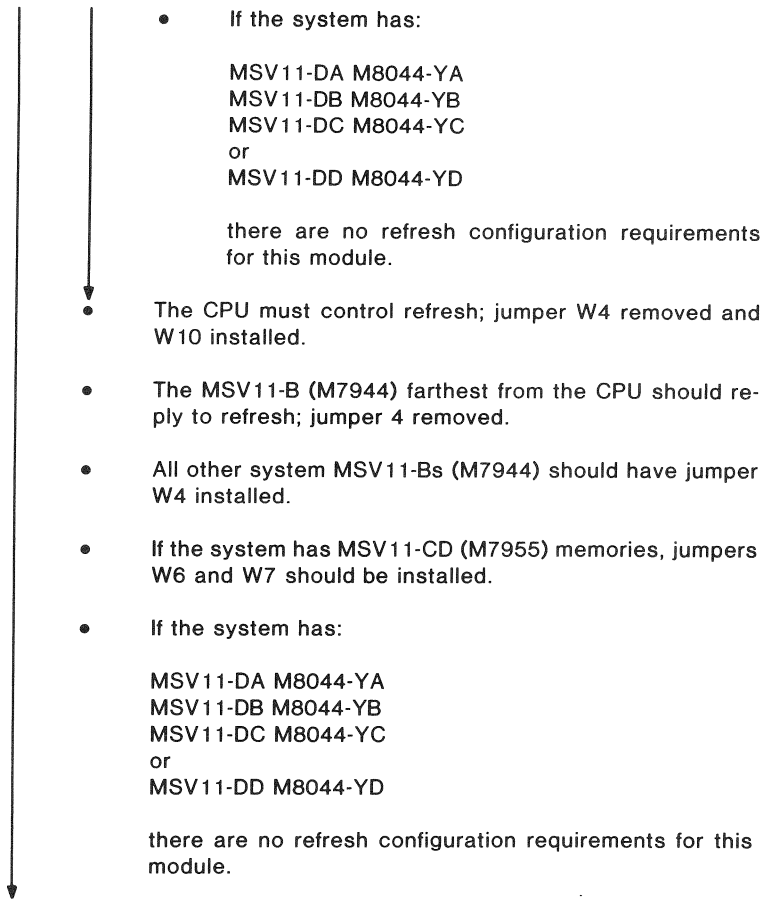 • If the system has:
MSV11-DA M8044-YA
MSV11-DB M8044-YB
MSV11-DC M8044-YC
or
MSV11-DD M8044-YD
there are no refresh configuration requirements
for this module.
• The CPU must control refresh; jumper W4 removed and
W10 installed.
• The MSV11-B (M7944) farthest from the CPU should re-
ply to refresh; jumper 4 removed.
• All other system MSV11-Bs (M7944) should have jumper
W4 installed.
• If the system has MSV11-CD (M7955) memories, jumpers
W6 and W7 should be installed.
• If the system has:
MSV11-DA M8044-YA
MSV11-DB M8044-YB
MSV11-DC M8044-YC
or
MSV11-DD M8044-YD
there are no refresh configuration requirements for this
module.